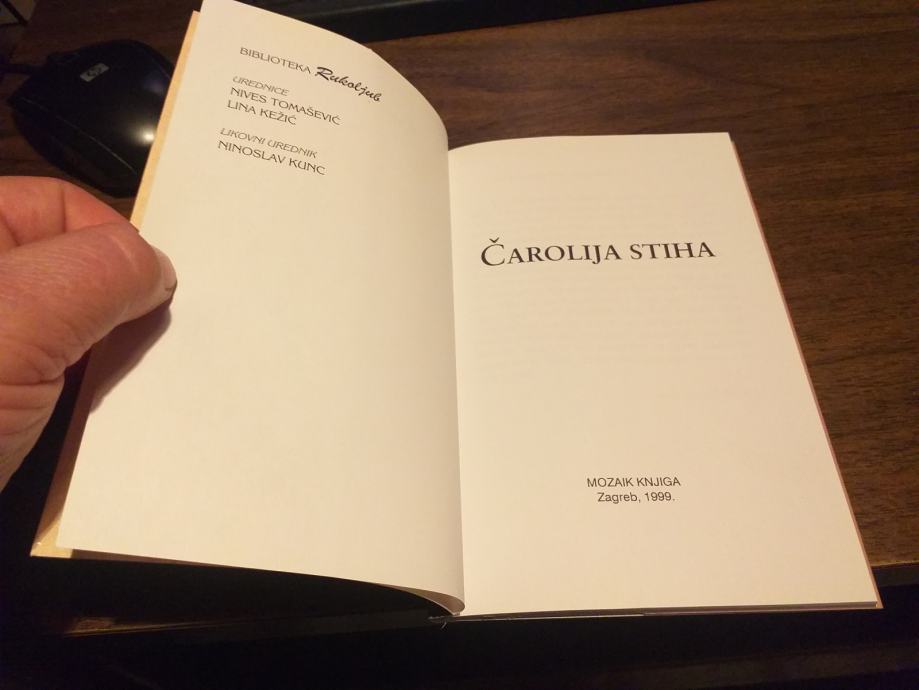 BIBLIOTEKA Rukoljub
UREDNICE
NIVES TOMAŠEVIĆ
LINA KEŽIĆ
LIKOVNI UREDNIK
NINOSLAV KUNC
ČAROLIJA STIHA
MOZAIK KNJIGA
Zagreb, 1999.